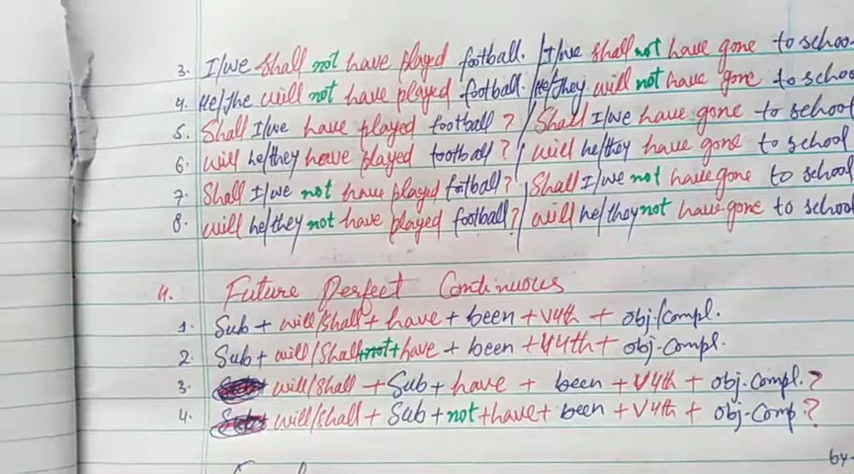 3. I/we shall not have played football. / I/we shall not have gone to schoo
4. He/the will not have played football. / He/they will not have gone to schoo
5. Shall I/we have played football? / Shall I/we have gone to school
6. will he/they have played football? / will he/they have gone to school
7. Shall I/we not have played football? / Shall I/we not have gone to school
8. will he/they not have played football? / will he/they not have gone to school
4. Future Perfect Continuous
1. Sub + will/shall + have + been + V4th + obj./compl.
2. Sub + will/shall + not + have + been + V4th + obj-compl.
3. will/shall + Sub + have + been + V4th + obj-compl.?
4. will/shall + Sub + not + have + been + V4th + obj-comp?
by-